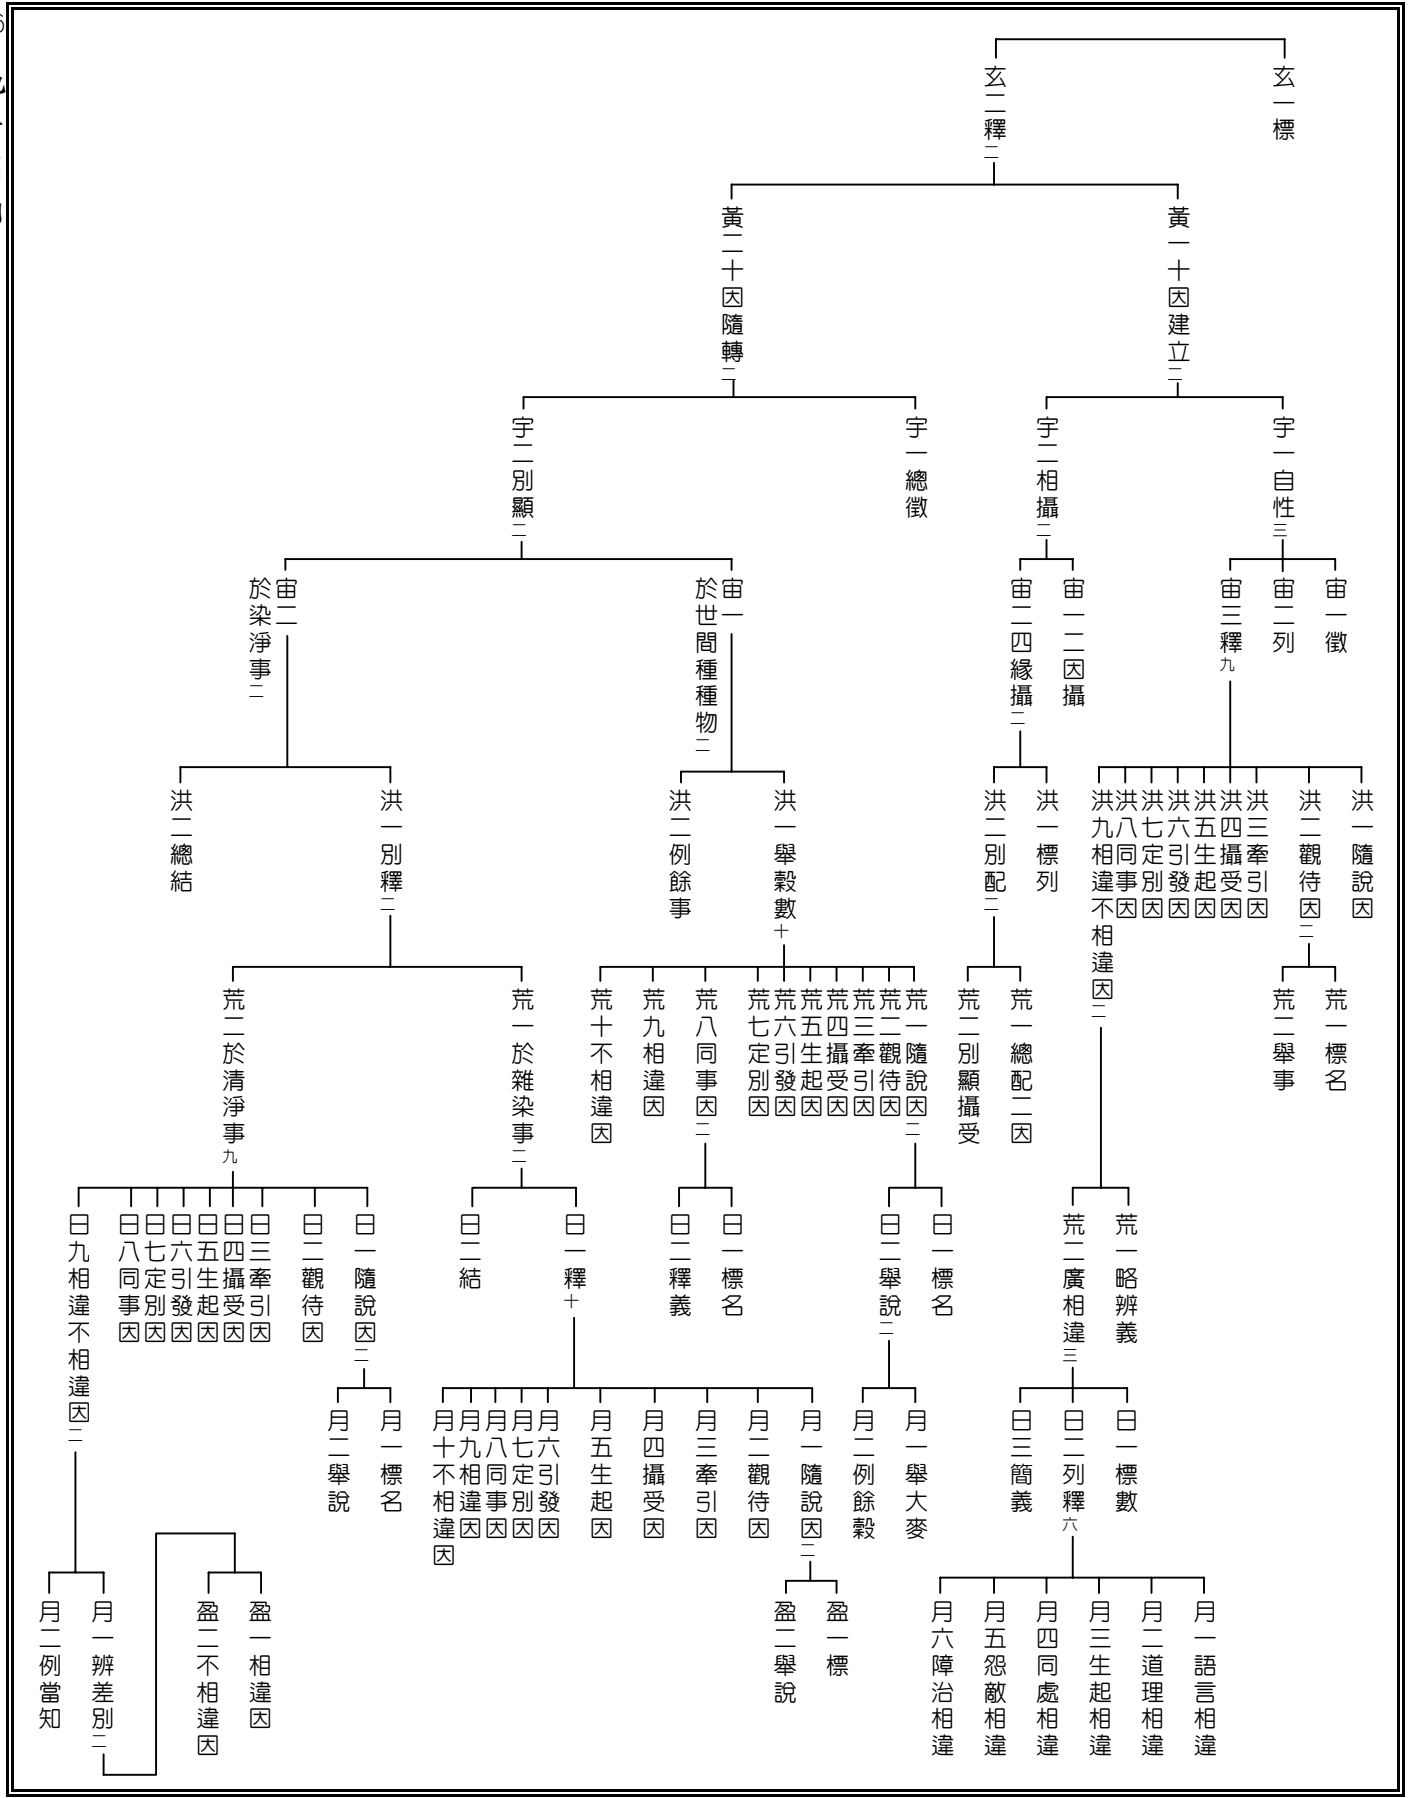 玄一標
玄二釋二
黃一十因建立二
黃二十因隨轉二
宇一自性三
宇二相攝二
宇一總徵
宇二別顯二
宙一徵
宙二列
宙三釋九
宙一二因攝
宙二四緣攝二
宙一
於世間種種物二
宙二
於染淨事二
洪一隨說因
洪二觀待因二
洪三牽引因
洪四攝受因
洪五生起因
洪六引發因
洪七定別因
洪八同事因
洪九相違不相違因二
洪一標列
洪二別配二
洪一舉穀數十
洪二例餘事
洪一別釋二
洪二總結
荒一標名
荒二舉事
荒一總配二因
荒二別顯攝受
荒一隨說因二
荒二觀待因
荒三牽引因
荒四攝受因
荒五生起因
荒六引發因
荒七定別因
荒八同事因二
荒九相違因
荒十不相違因
荒一於雜染事二
荒二於清淨事九
荒一略辨義
荒二廣相違三
日一標名
日二舉說二
日一標名
日二釋義
日一釋十
日二結
日一隨說因二
日二觀待因
日三牽引因
日四攝受因
日五生起因
日六引發因
日七定別因
日八同事因
日九相違不相違因二
日一標數
日二列釋六
日三簡義
月一舉大麥
月二例餘穀
月一隨說因二
月二觀待因
月三牽引因
月四攝受因
月五生起因
月六引發因
月七定別因
月八同事因
月九相違因
月十不相違因
月一標名
月二舉說
月一語言相違
月二道理相違
月三生起相違
月四同處相違
月五怨敵相違
月六障治相違
盈一標
盈二舉說
盈一相違因
盈二不相違因
月一辨差別二
月二例當知